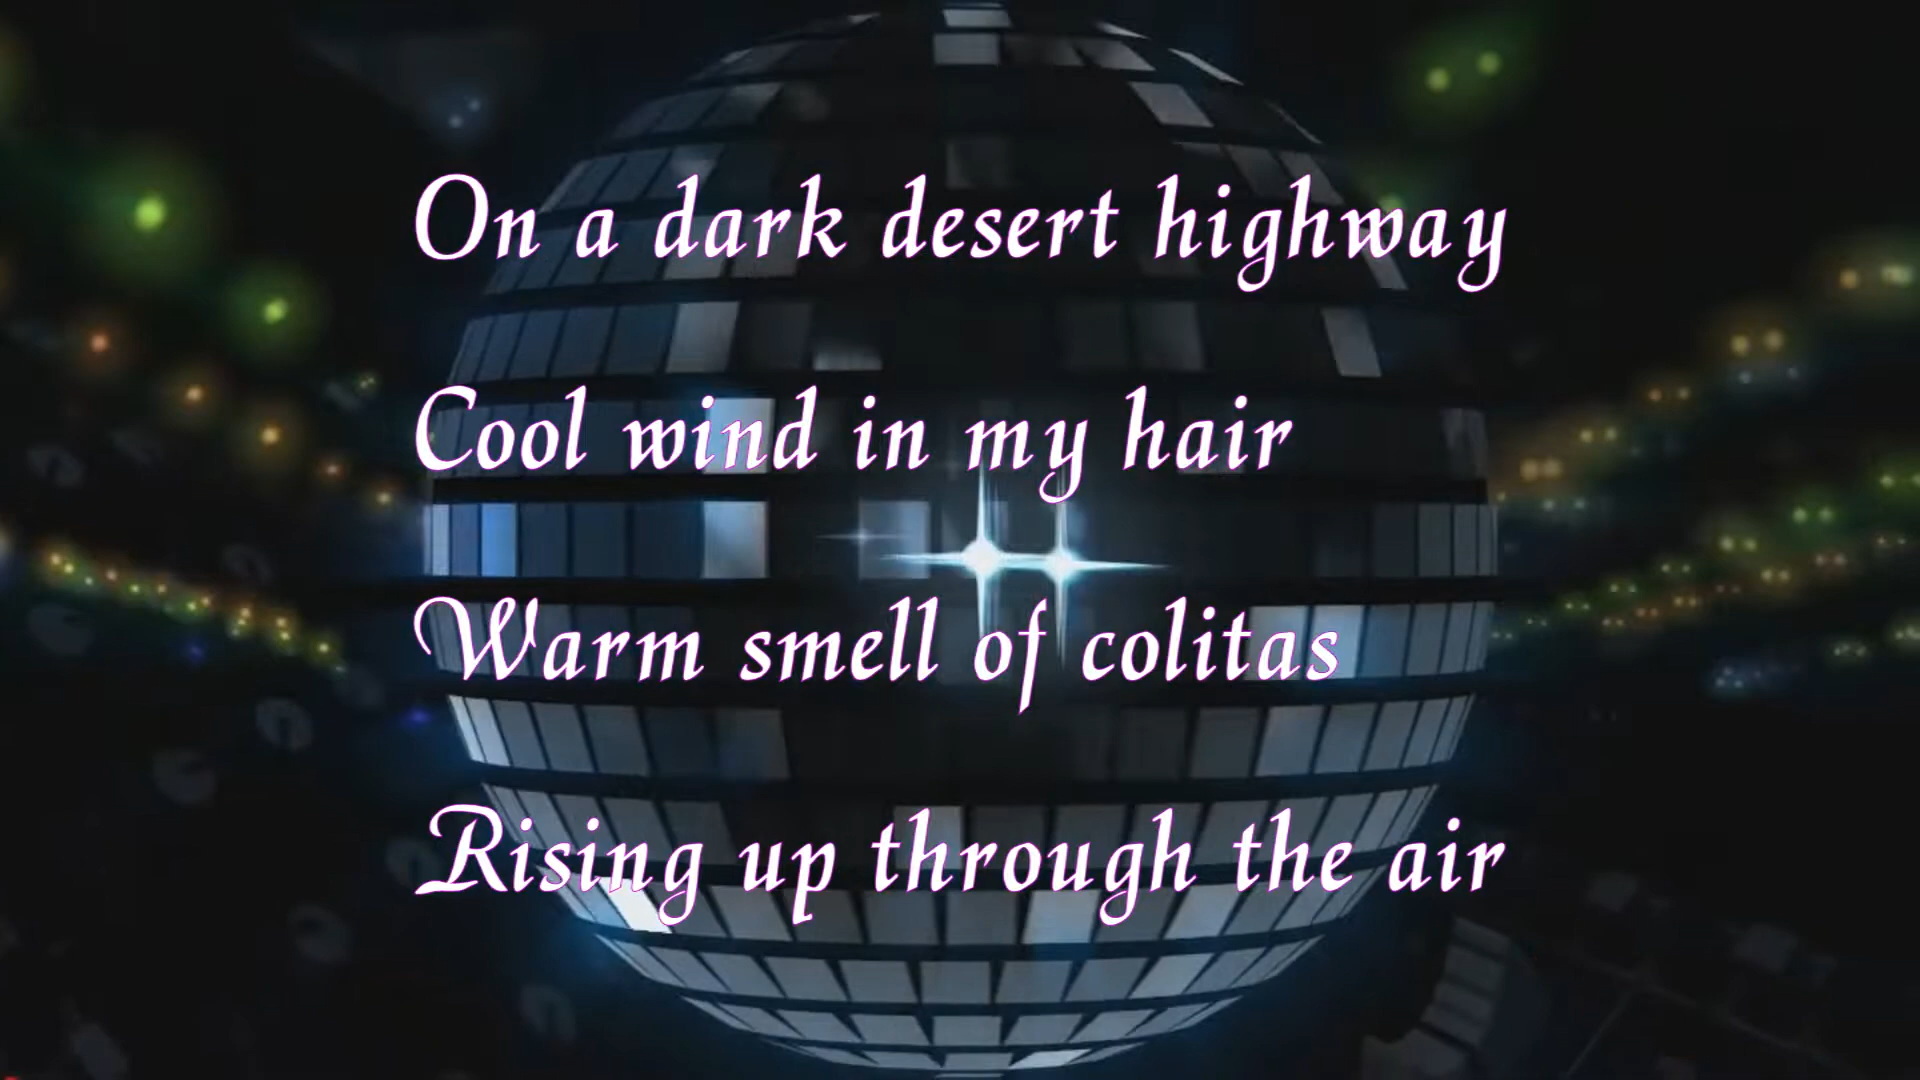 On a dark desert highway
Cool wind in my hair
Warm smell of colitas
Rising up through the air